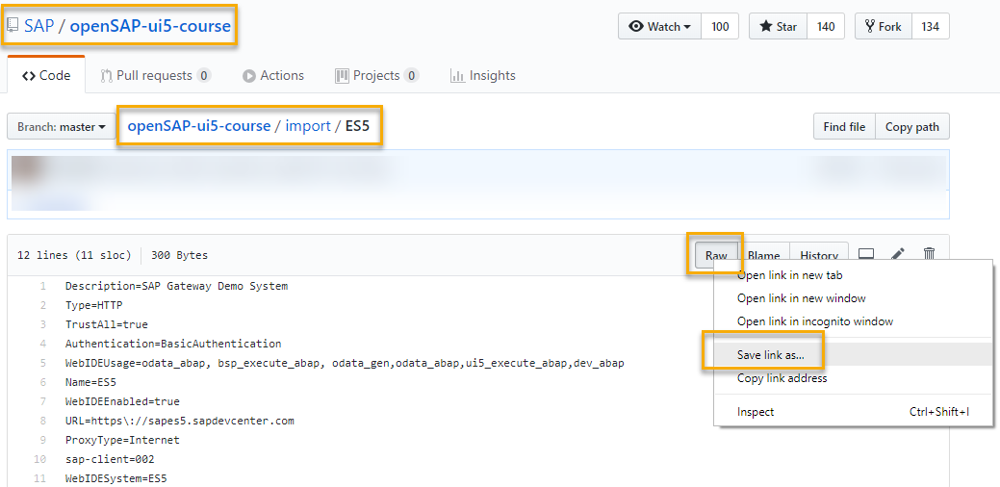 SAP / openSAP-ui5-course
Watch 100 Star 140 Fork 134
Code Pull requests 0 Actions Projects 0 Insights
Branch: master openSAP-ui5-course / import / ES5 Find file Copy path
12 lines (11 sloc) 300 Bytes Raw Blame History
Open link in new tab
Open link in new window
Open link in incognito window
Save link as...
Copy link address
Inspect Ctrl+Shift+I
1 Description=SAP Gateway Demo System
2 Type=HTTP
3 TrustAll=true
4 Authentication=BasicAuthentication
5 WebIDEUsage=odata_abap, bsp_execute_abap, odata_gen,odata_abap,ui5_execute_abap,dev_abap
6 Name=ES5
7 WebIDEEnabled=true
8 URL=https\://sapes5.sapdevcenter.com
9 ProxyType=Internet
10 sap-client=002
11 WebIDESystem=ES5